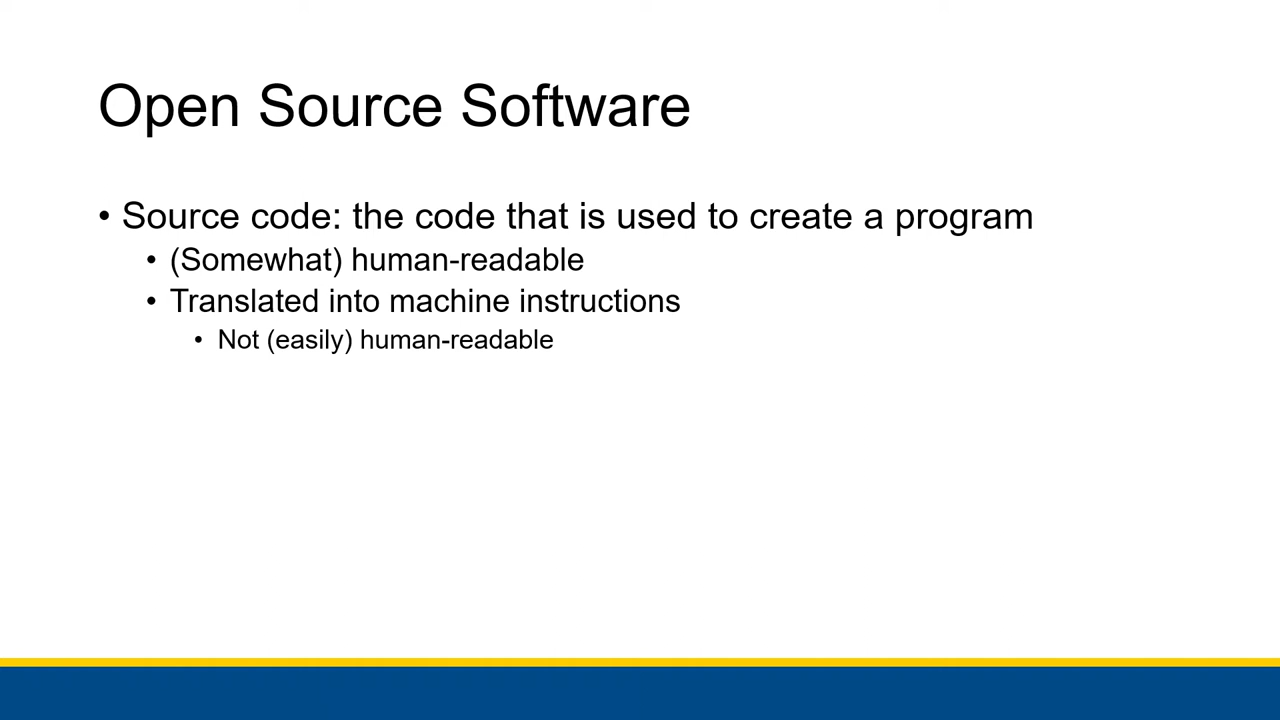 Open Source Software
• Source code: the code that is used to create a program
• (Somewhat) human-readable
• Translated into machine instructions
• Not (easily) human-readable